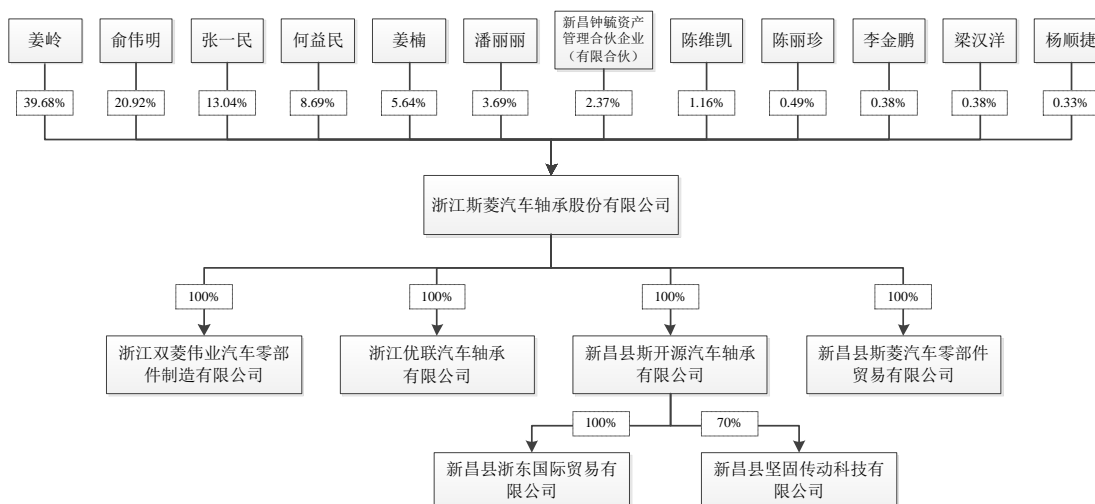 姜岭
俞伟明
张一民
何益民
姜楠
潘丽丽
新昌钟毓资产
管理合伙企业
（有限合伙）
陈维凯
陈丽珍
李金鹏
梁汉洋
杨顺捷
39.68%
20.92%
13.04%
8.69%
5.64%
3.69%
2.37%
1.16%
0.49%
0.38%
0.38%
0.33%
浙江斯菱汽车轴承股份有限公司
100%
100%
100%
100%
浙江双菱伟业汽车零部
件制造有限公司
浙江优联汽车轴承
有限公司
新昌县斯开源汽车轴承
有限公司
新昌县斯菱汽车零部件
贸易有限公司
100%
70%
新昌县浙东国际贸易有
限公司
新昌县坚固传动科技有
限公司